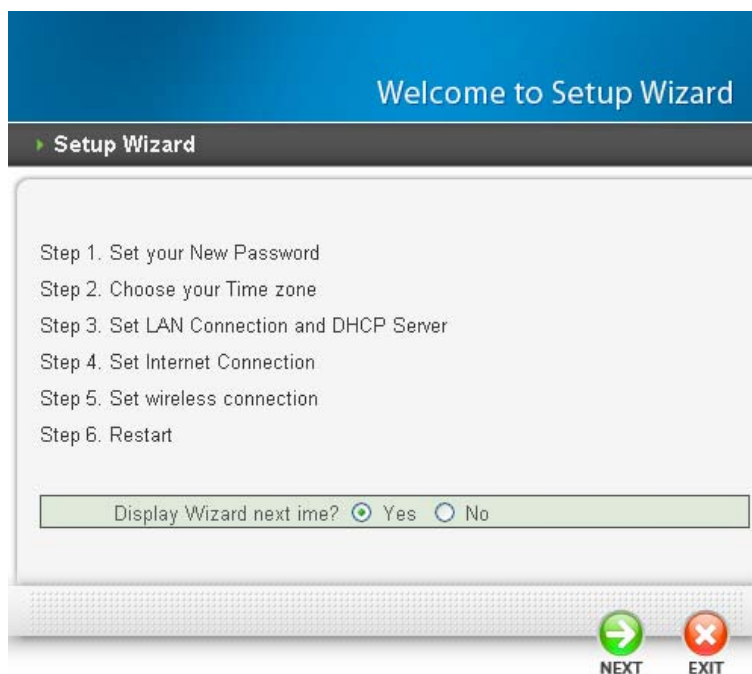 Welcome to Setup Wizard
Setup Wizard
Step 1. Set your New Password
Step 2. Choose your Time zone
Step 3. Set LAN Connection and DHCP Server
Step 4. Set Internet Connection
Step 5. Set wireless connection
Step 6. Restart
Display Wizard next ime? Yes No
NEXT EXIT